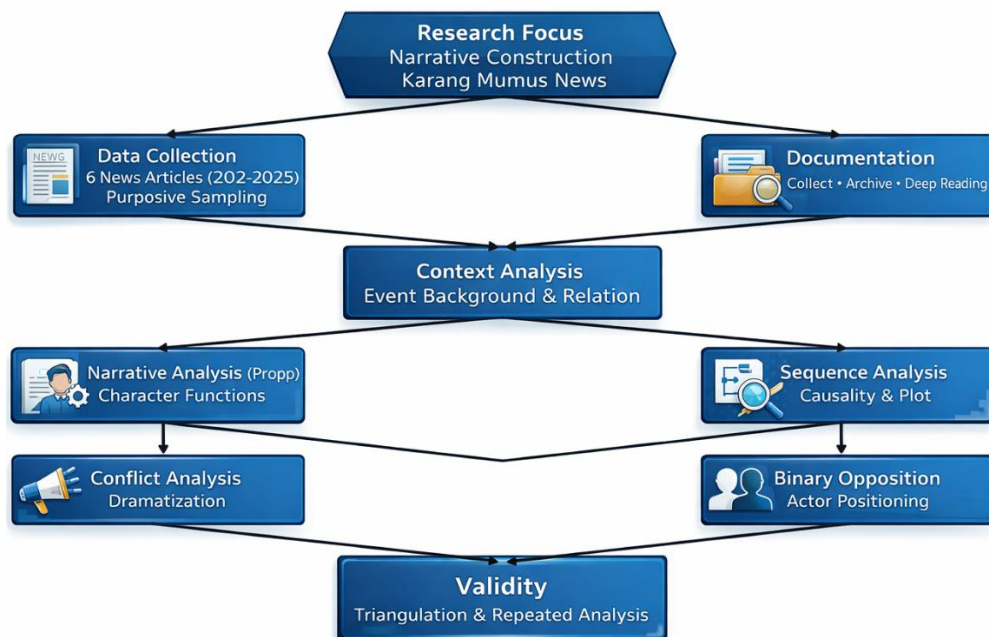 Research Focus
Narrative Construction
Karang Mumus News
NEWG
Data Collection
6 News Articles (202-2025)
Purposive Sampling
Documentation
Collect • Archive • Deep Reading
Context Analysis
Event Background & Relation
Narrative Analysis (Propp)
Character Functions
Sequence Analysis
Causality & Plot
Conflict Analysis
Dramatization
Binary Opposition
Actor Positioning
Validity
Triangulation & Repeated Analysis